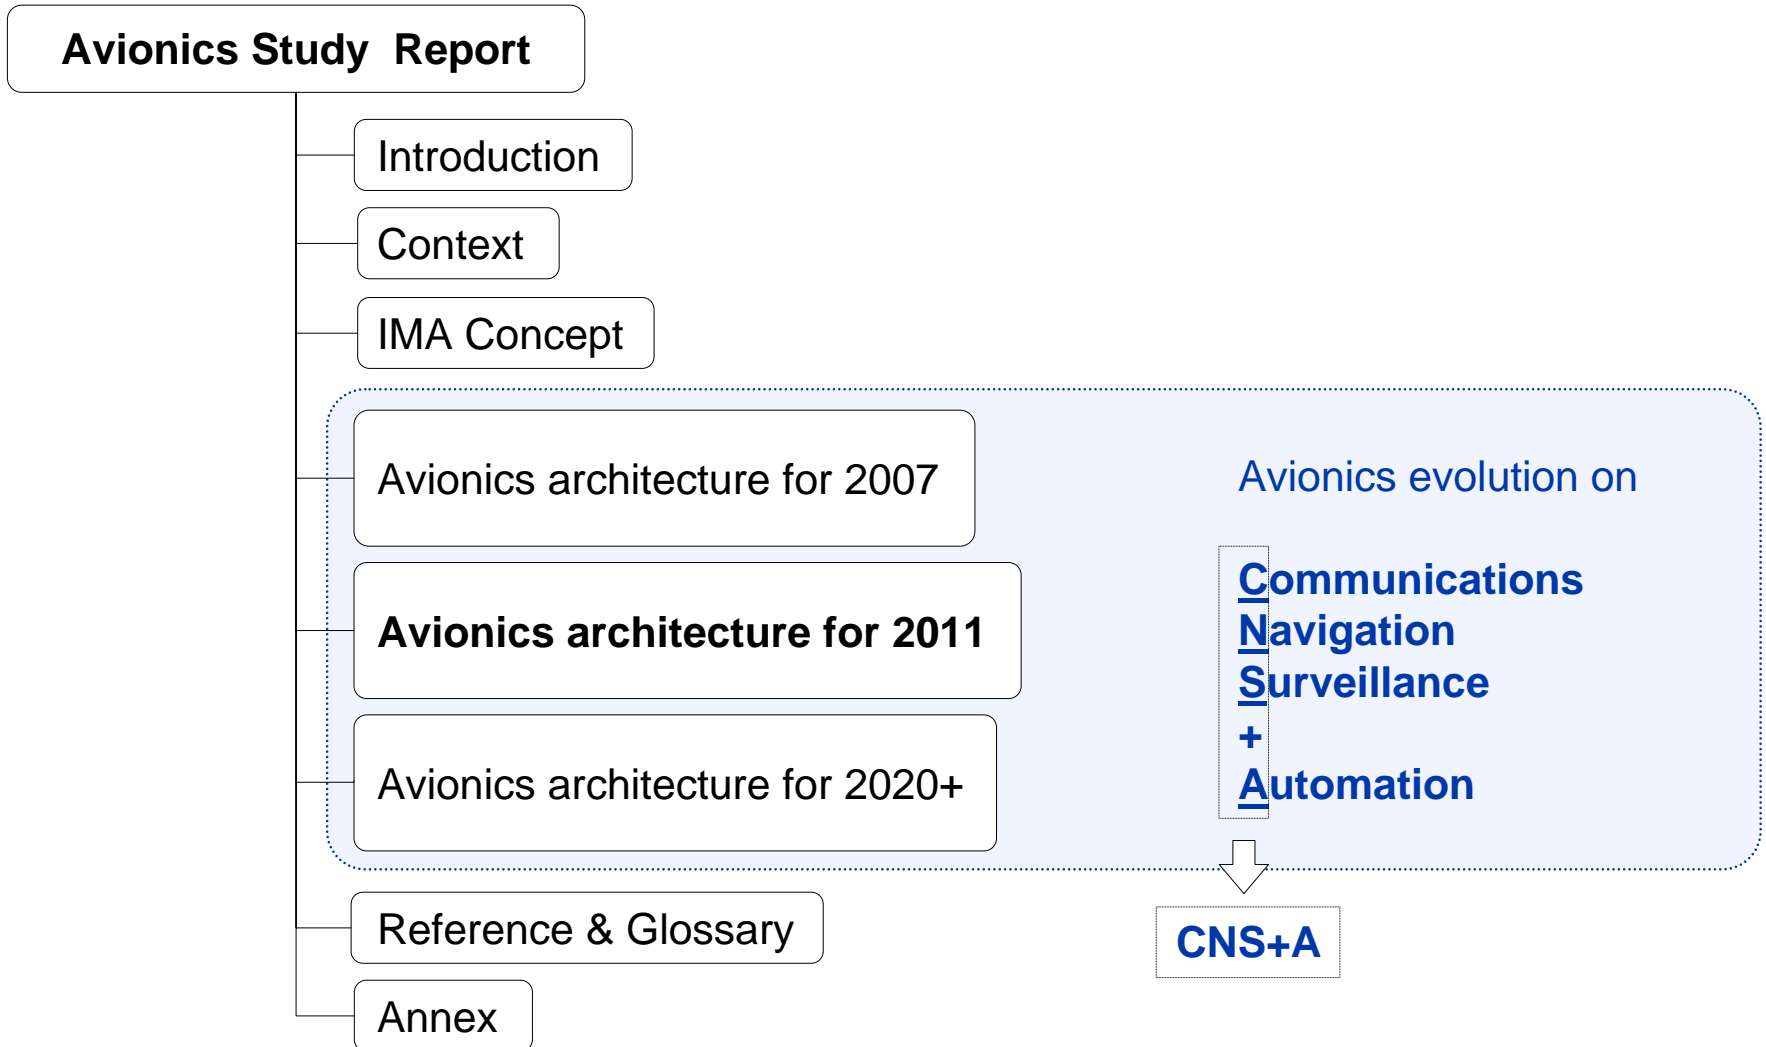 Avionics Study Report
Introduction
Context
IMA Concept
Avionics architecture for 2007
Avionics architecture for 2011
Avionics architecture for 2020+
Avionics evolution on
Communications
Navigation
Surveillance
+
Automation
CNS+A
Reference & Glossary
Annex